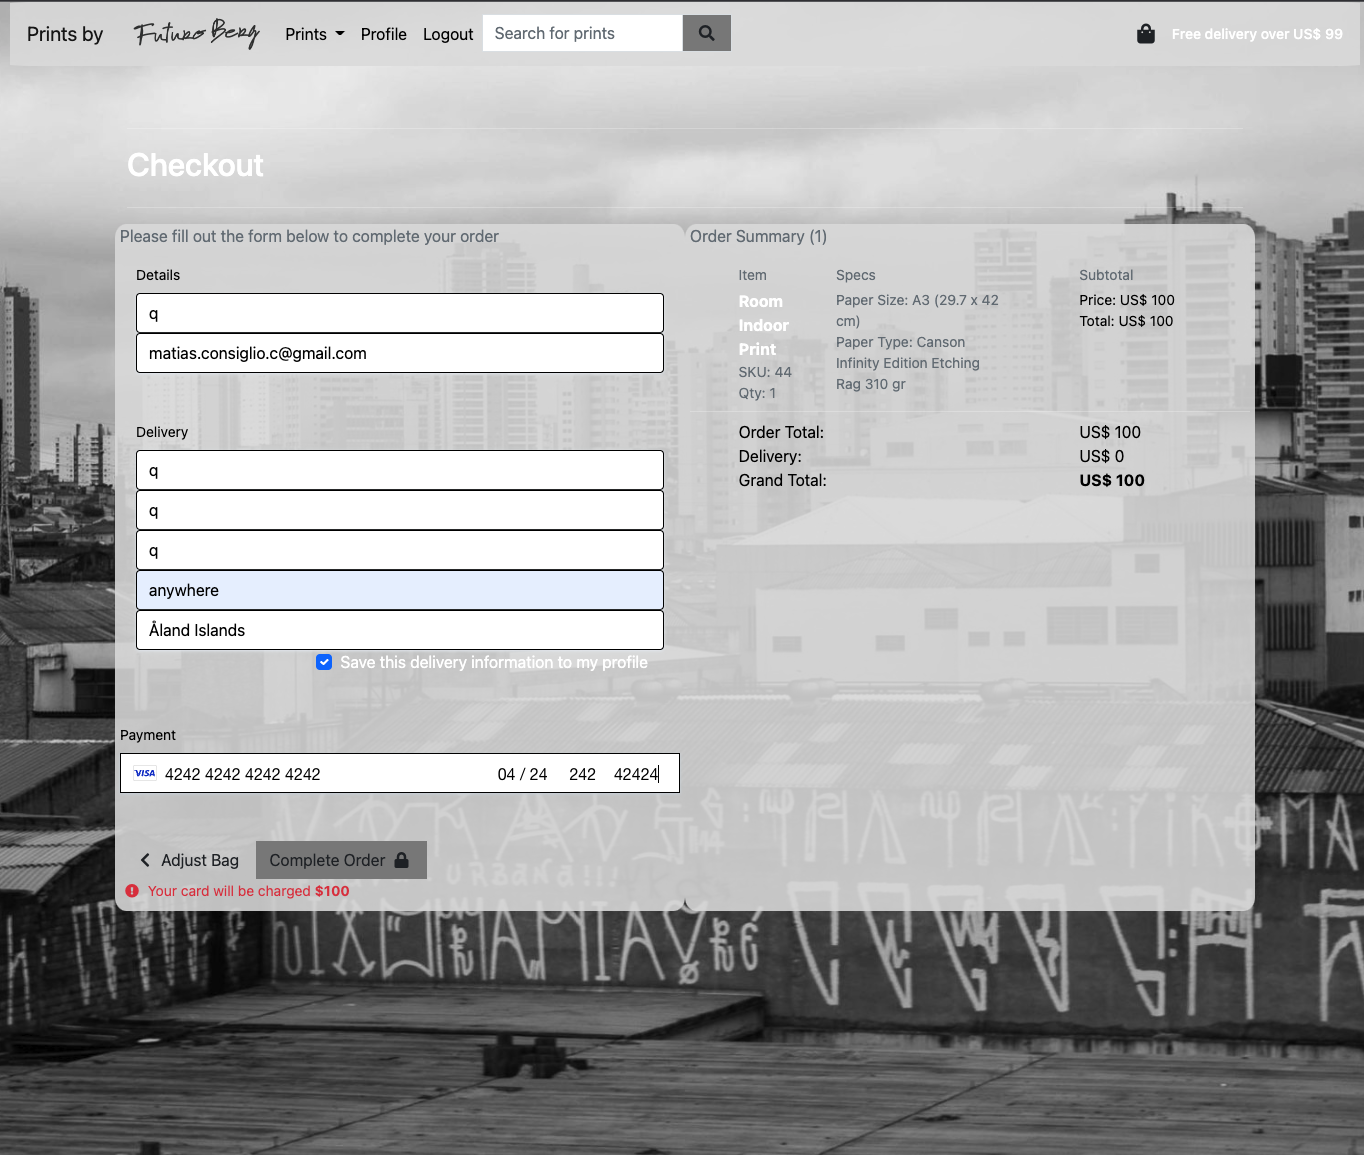 Prints by Futuro Berg Prints Profile Logout Search for prints Free delivery over US$ 99
Checkout
Please fill out the form below to complete your order
Details
q
matias.consiglio.c@gmail.com
Delivery
q
q
q
anywhere
Åland Islands
Save this delivery information to my profile
Payment
VISA 4242 4242 4242 4242 04 / 24 242 42424
Adjust Bag Complete Order
Your card will be charged $100
Order Summary (1)
Item Specs Subtotal
Room
Indoor
Print
SKU: 44
Qty: 1
Paper Size: A3 (29.7 x 42
cm)
Paper Type: Canson
Infinity Edition Etching
Rag 310 gr
Price: US$ 100
Total: US$ 100
Order Total: US$ 100
Delivery: US$ 0
Grand Total: US$ 100
URBANA!!!